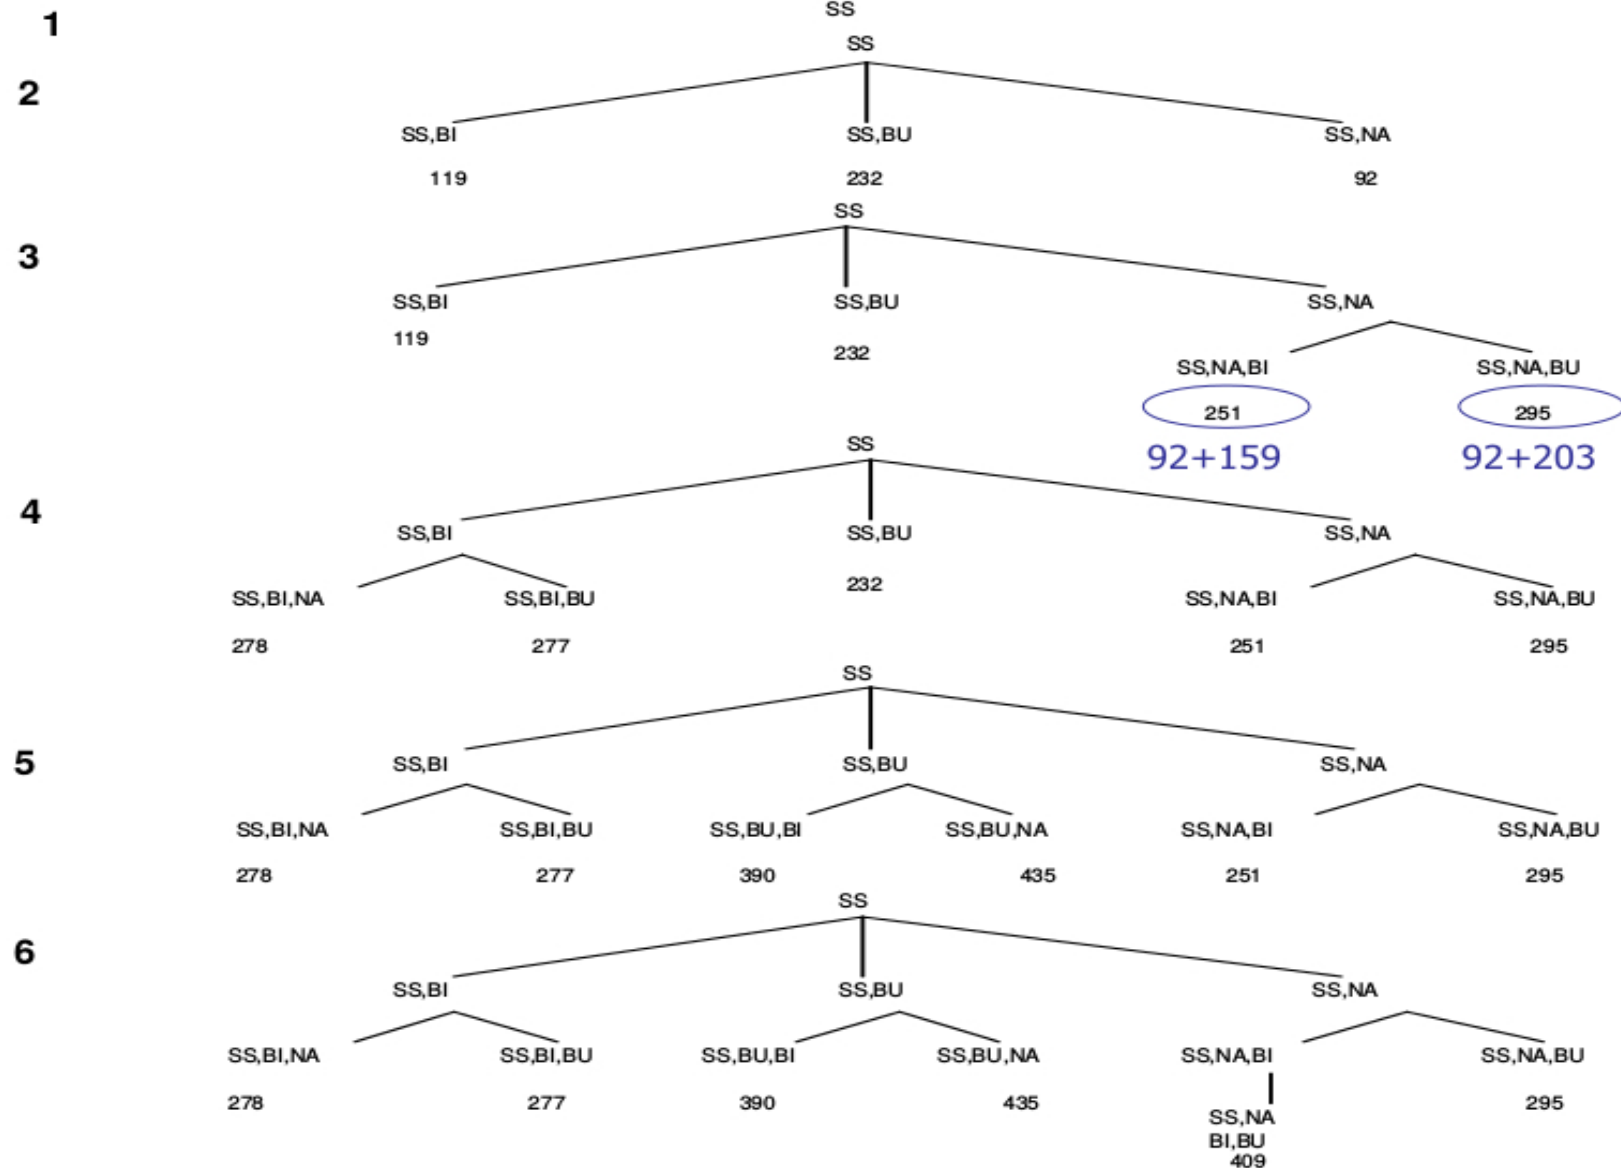 1
SS
2
SS
SS,BI SS,BU SS,NA
119 232 92
3
SS
SS,BI SS,BU SS,NA
119
232
SS,NA,BI SS,NA,BU
251 295
92+159 92+203
4
SS
SS,BI SS,BU SS,NA
232
SS,BI,NA SS,BI,BU SS,NA,BI SS,NA,BU
278 277 251 295
5
SS
SS,BI SS,BU SS,NA
SS,BI,NA SS,BI,BU SS,BU,BI SS,BU,NA SS,NA,BI SS,NA,BU
278 277 390 435 251 295
6
SS
SS,BI SS,BU SS,NA
SS,BI,NA SS,BI,BU SS,BU,BI SS,BU,NA SS,NA,BI SS,NA,BU
278 277 390 435 295
SS,NA
BI,BU
409